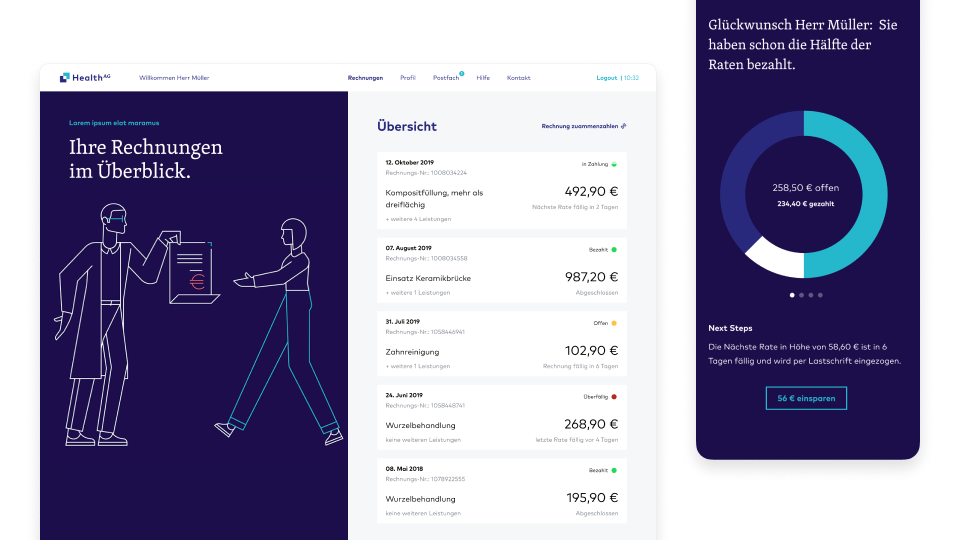 HealthAG
Willkommen Herr Müller
Rechnungen
Profil
Postfach
Hilfe
Kontakt
Logout | 10:32
Lorem ipsum elat maramus
Ihre Rechnungen
im Überblick.
€
Übersicht
Rechnung zuammenzahlen
12. Oktober 2019
in Zahlung
Rechnungs-Nr.: 1008034224
Kompositfüllung, mehr als
dreiflächig
492,90 €
Nächste Rate fällig in 2 Tagen
+ weitere 4 Leistungen
07. August 2019
Bezahlt
Rechnungs-Nr.: 1008034558
Einsatz Keramikbrücke
987,20 €
+ weitere 1 Leistungen
Abgeschlossen
31. Juli 2019
Offen
Rechnungs-Nr.: 1058446941
Zahnreinigung
102,90 €
+ weitere 1 Leistungen
Rechnung fällig in 6 Tagen
24. Juni 2019
Überfällig
Rechnungs-Nr.: 1058448741
Wurzelbehandlung
268,90 €
keine weiteren Leistungen
letzte Rate fällig vor 4 Tagen
08. Mai 2018
Bezahlt
Rechnungs-Nr.: 1078922555
Wurzelbehandlung
195,90 €
keine weiteren Leistungen
Abgeschlossen
Glückwunsch Herr Müller: Sie
haben schon die Hälfte der
Raten bezahlt.
258,50 € offen
234,40 € gezahlt
Next Steps
Die Nächste Rate in Höhe von 58,60 € ist in 6
Tagen fällig und wird per Lastschrift eingezogen.
56 € einsparen